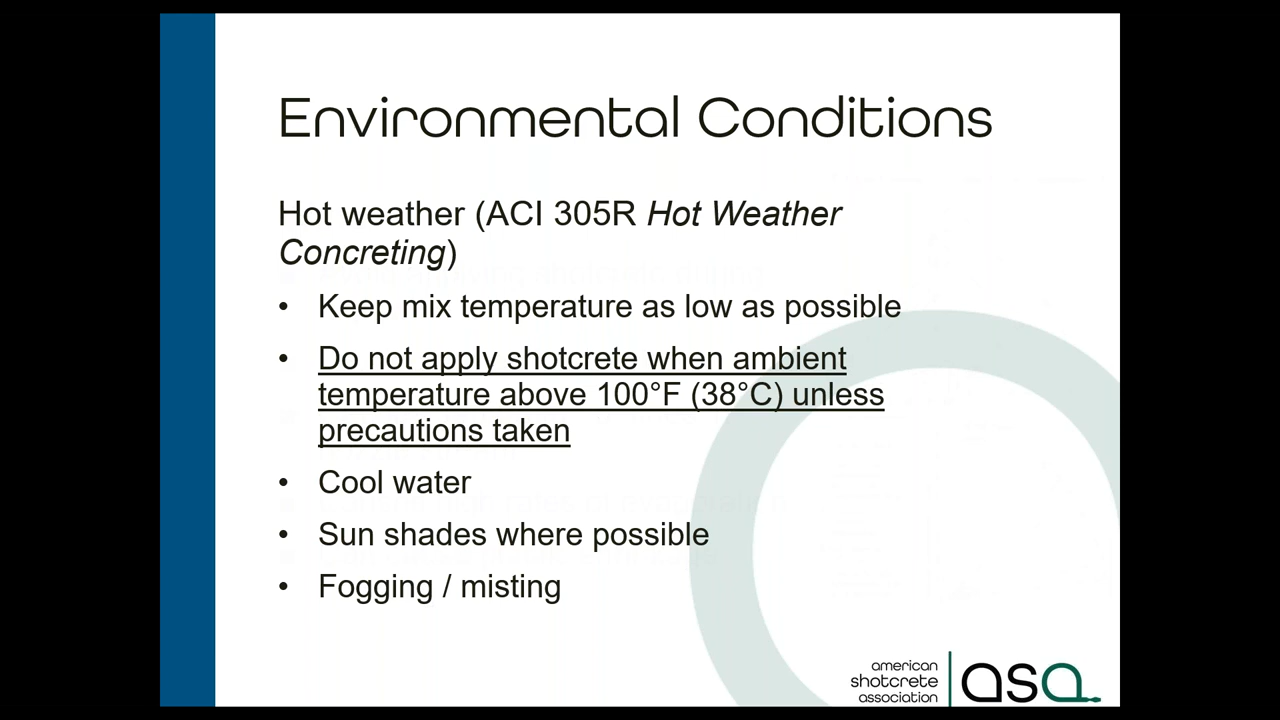 Environmental Conditions
Hot weather (ACI 305R Hot Weather
Concreting)
• Keep mix temperature as low as possible
• Do not apply shotcrete when ambient
temperature above 100°F (38°C) unless
precautions taken
• Cool water
• Sun shades where possible
• Fogging / misting
american
shotcrete
association
asa